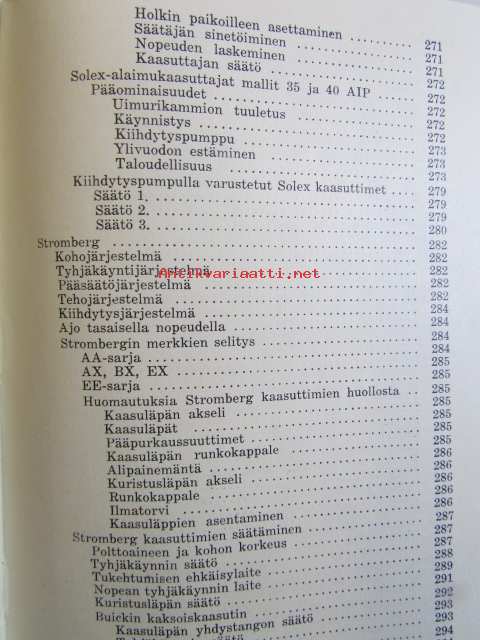 Holkin paikoilleen asettaminen .......... 271
Säätäjän sinetöiminen .......... 271
Nopeuden laskeminen .......... 271
Kaasuttajan säätö .......... 271
Solex-alaimukaasuttajat mallit 35 ja 40 AIP .......... 272
Pääominaisuudet .......... 272
Uimurikammion tuuletus .......... 272
Käynnistys .......... 272
Kiihdytyspumppu .......... 272
Ylivuodon estäminen .......... 273
Taloudellisuus .......... 273
Kiihdytyspumpulla varustetut Solex kaasuttimet .... 279
Säätö 1. .......... 279
Säätö 2. .......... 279
Säätö 3. .......... 280
Stromberg .......... 282
Kohojärjestelmä .......... 282
Tyhjäkäyntijärjestelmä .......... 282
Antikvariaatti.net
Pääsäätöjärjestelmä .......... 282
Tehojärjestelmä .......... 282
Kiihdytysjärjestelmä .......... 284
Ajo tasaisella nopeudella .......... 284
Strombergin merkkien selitys .......... 284
AA-sarja .......... 284
AX, BX, EX .......... 285
EE-sarja .......... 285
Huomautuksia Stromberg kaasuttimien huollosta .. 285
Kaasuläpän akseli .......... 285
Kaasuläpät .......... 285
Pääpurkaussuuttimet .......... 285
Kaasuläpän runkokappale .......... 286
Alipainemäntä .......... 286
Kuristusläpän akseli .......... 286
Runkokappale .......... 286
Ilmatorvi .......... 286
Kaasuläppien asentaminen .......... 287
Stromberg kaasuttimien säätäminen .......... 287
Polttoaineen ja kohon korkeus .......... 287
Tyhjäkäynnin säätö .......... 288
Tukehtumisen ehkäisylaite .......... 289
Nopean tyhjäkäynnin laite .......... 291
Kuristusläpän säätö .......... 292
Buickin kaksoiskaasutin .......... 293
Kaasuläpän yhdystangon säätö .......... 293
294